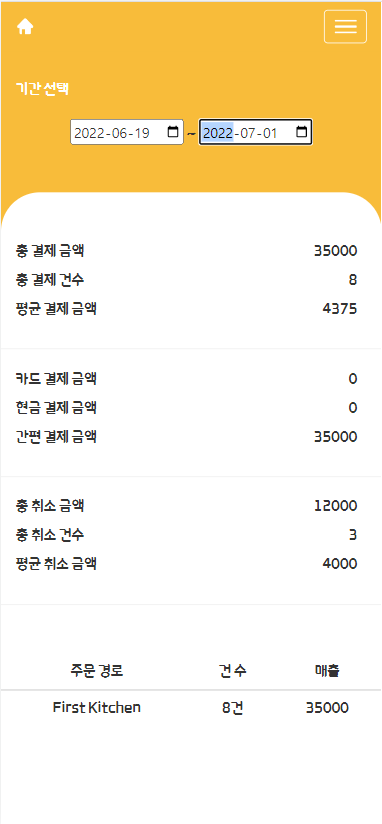 기간 선택
2022-06-19 ~ 2022-07-01
총 결제 금액 35000
총 결제 건수 8
평균 결제 금액 4375
카드 결제 금액 0
현금 결제 금액 0
간편 결제 금액 35000
총 취소 금액 12000
총 취소 건수 3
평균 취소 금액 4000
주문 경로 건 수 매출
First Kitchen 8건 35000